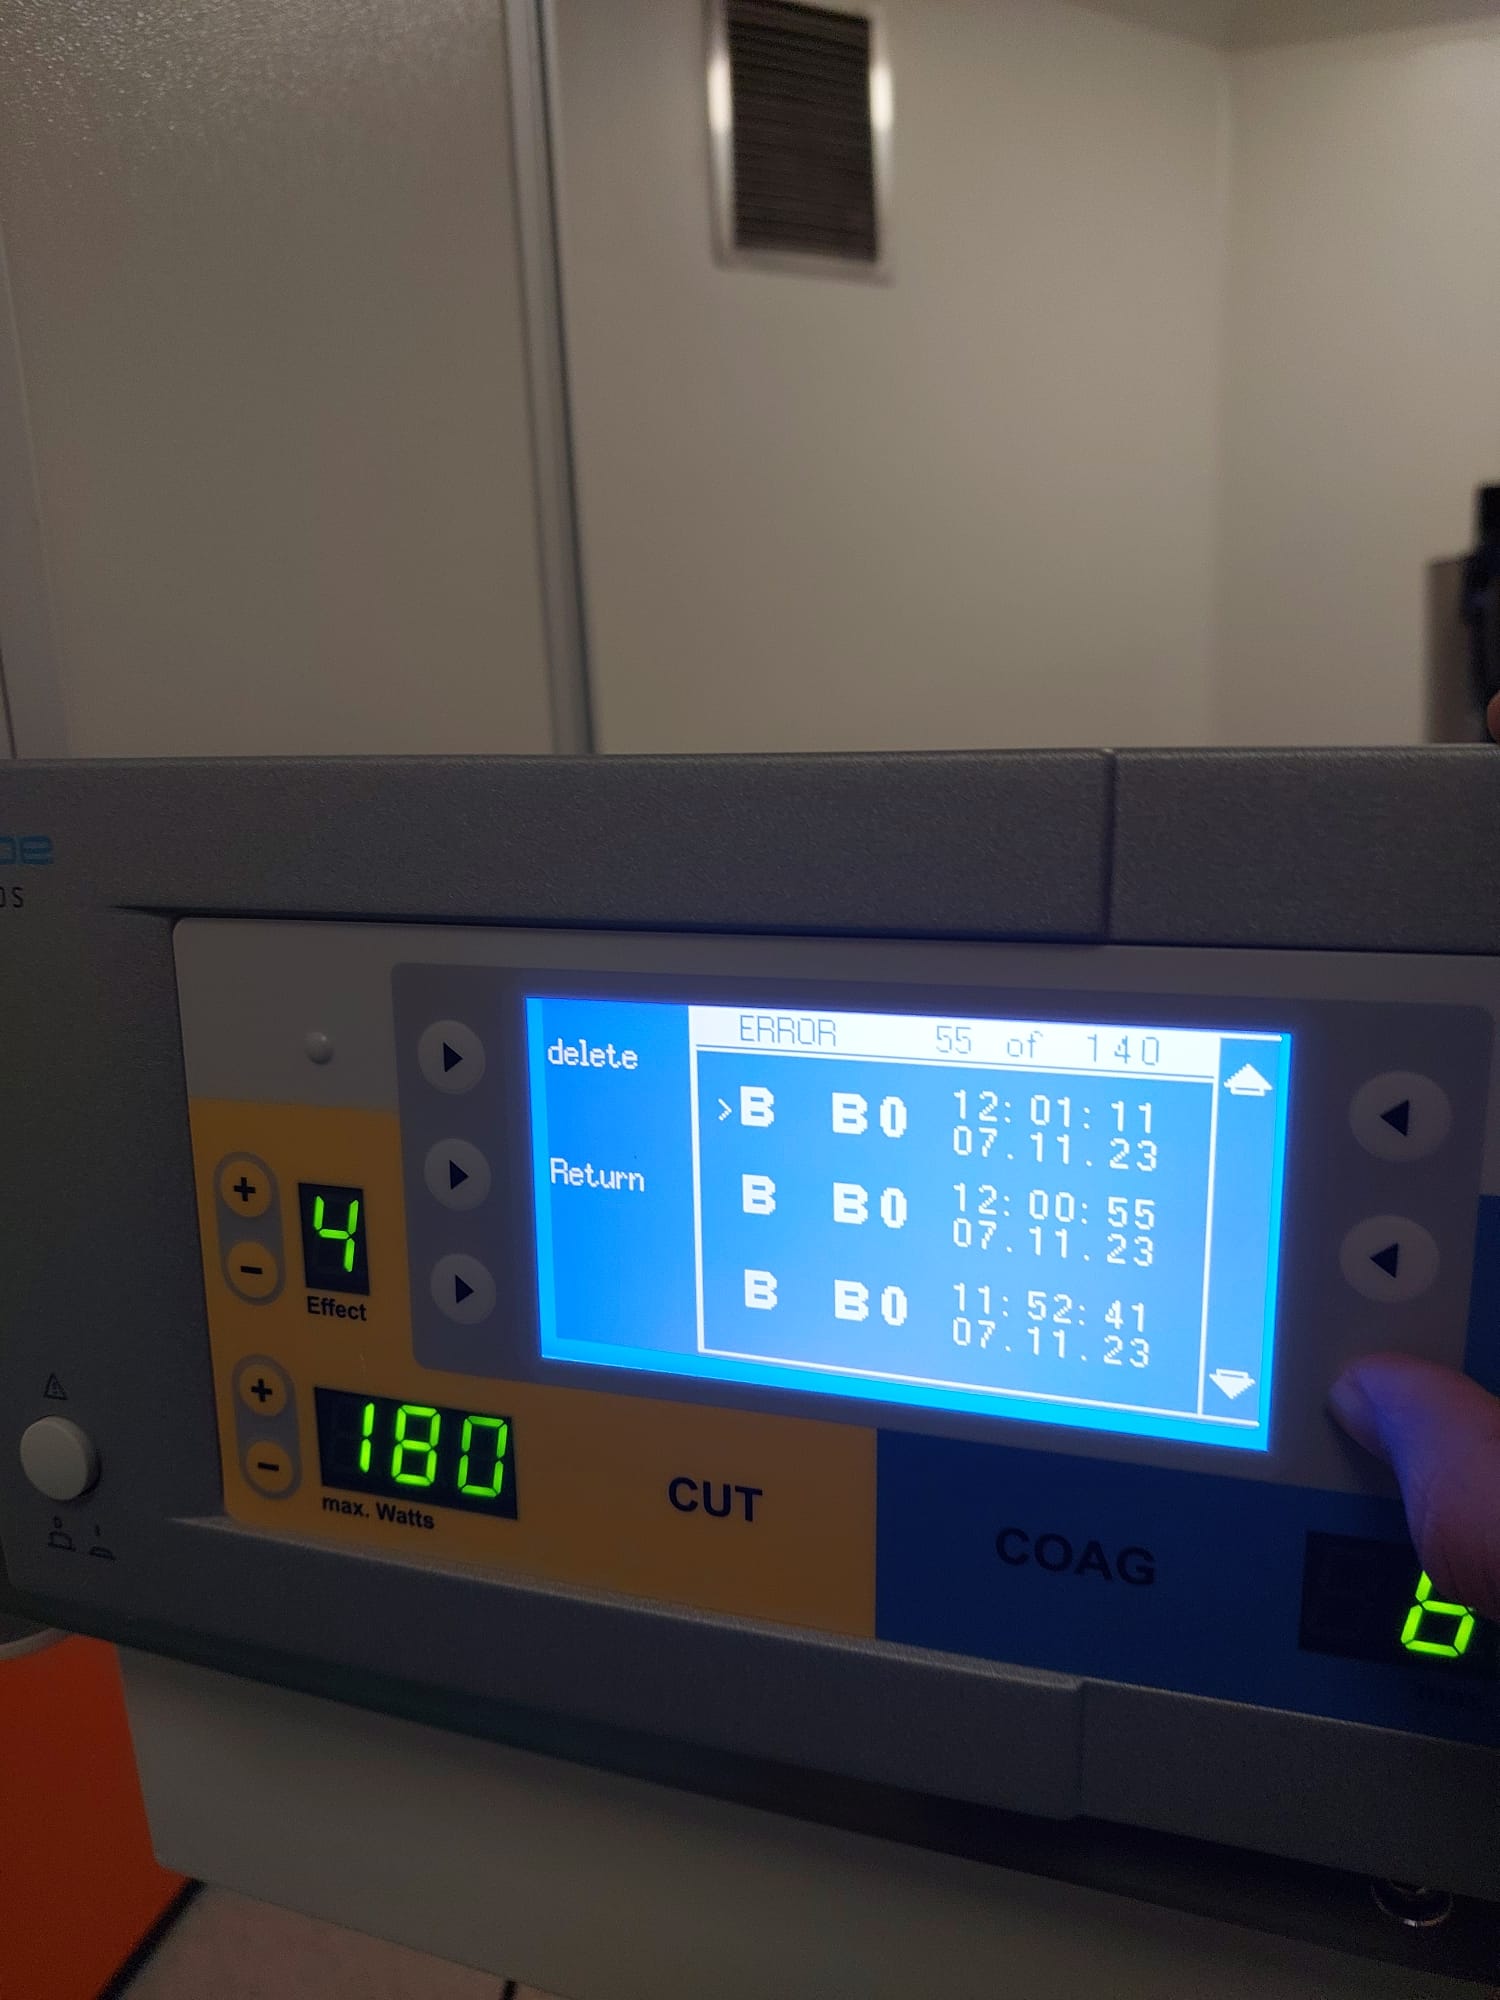 delete
Return
ERROR 55 of 140
>B B0 12:01:11
07.11.23
B B0 12:00:55
07.11.23
B B0 11:52:41
07.11.23
+
-
4
Effect
+
-
180
max. Watts
CUT
COAG
6